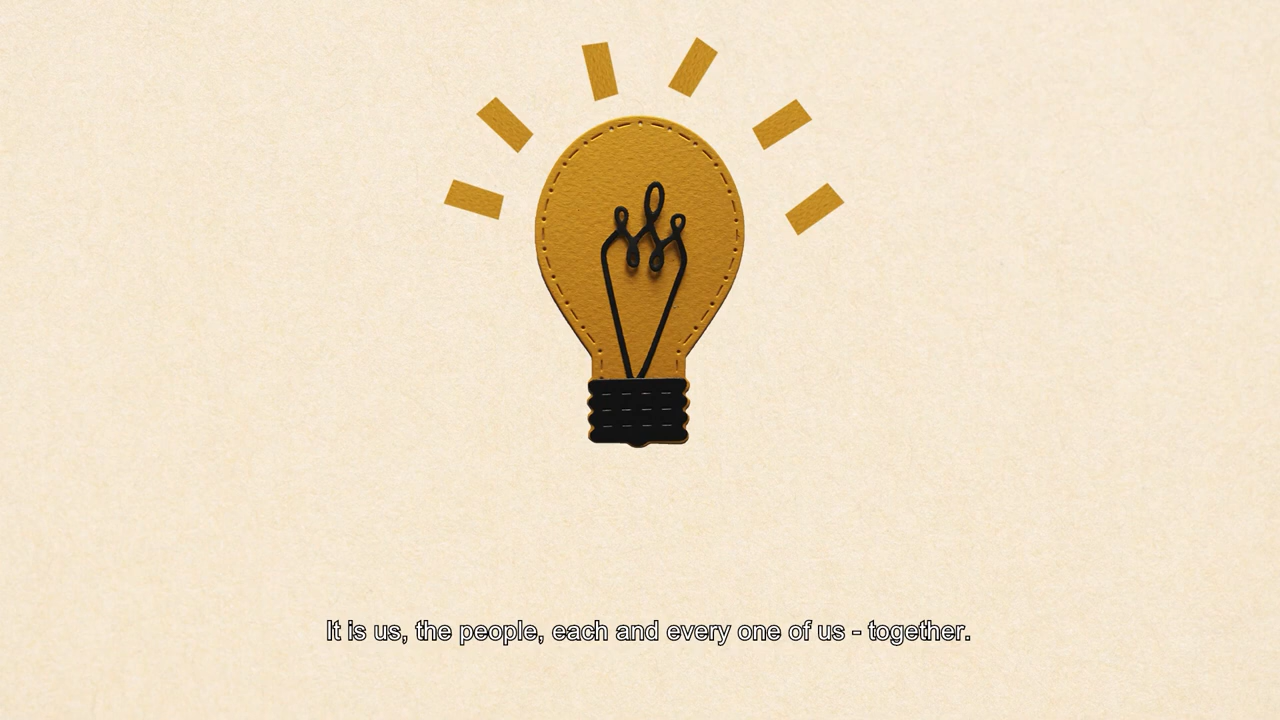 It is us, the people, each and every one of us - together.